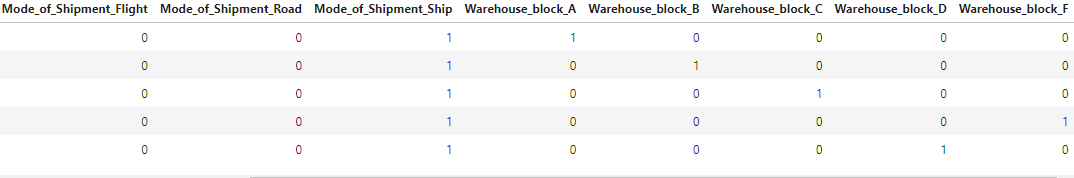 Mode_of_Shipment_Flight Mode_of_Shipment_Road Mode_of_Shipment_Ship Warehouse_block_A Warehouse_block_B Warehouse_block_C Warehouse_block_D Warehouse_block_F
0 0 1 1 0 0 0 0
0 0 1 0 1 0 0 0
0 0 1 0 0 1 0 0
0 0 1 0 0 0 0 1
0 0 1 0 0 0 1 0